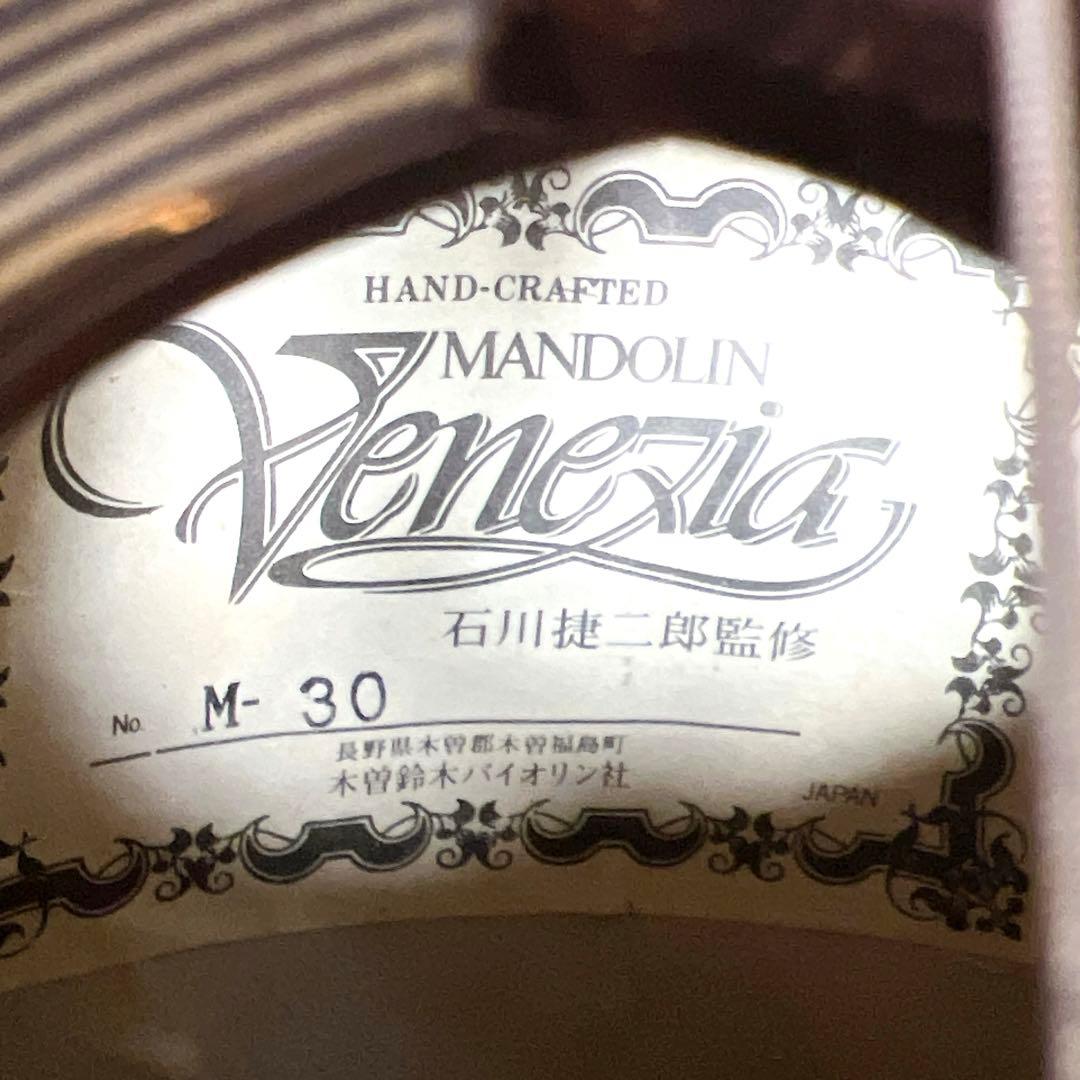 HAND-CRAFTED
MANDOLIN
Venezia
石川捷二郎監修
No. M- 30
長野県木曽郡木曽福島町
木曽鈴木バイオリン社
JAPAN